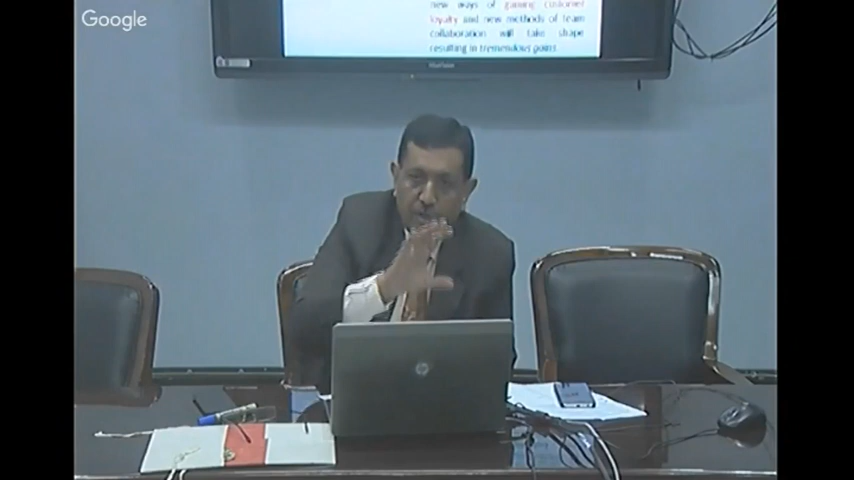 Google
new ways of gaining customer
loyalty and new methods of team
collaboration will take shape
resulting in tremendous gains
hp